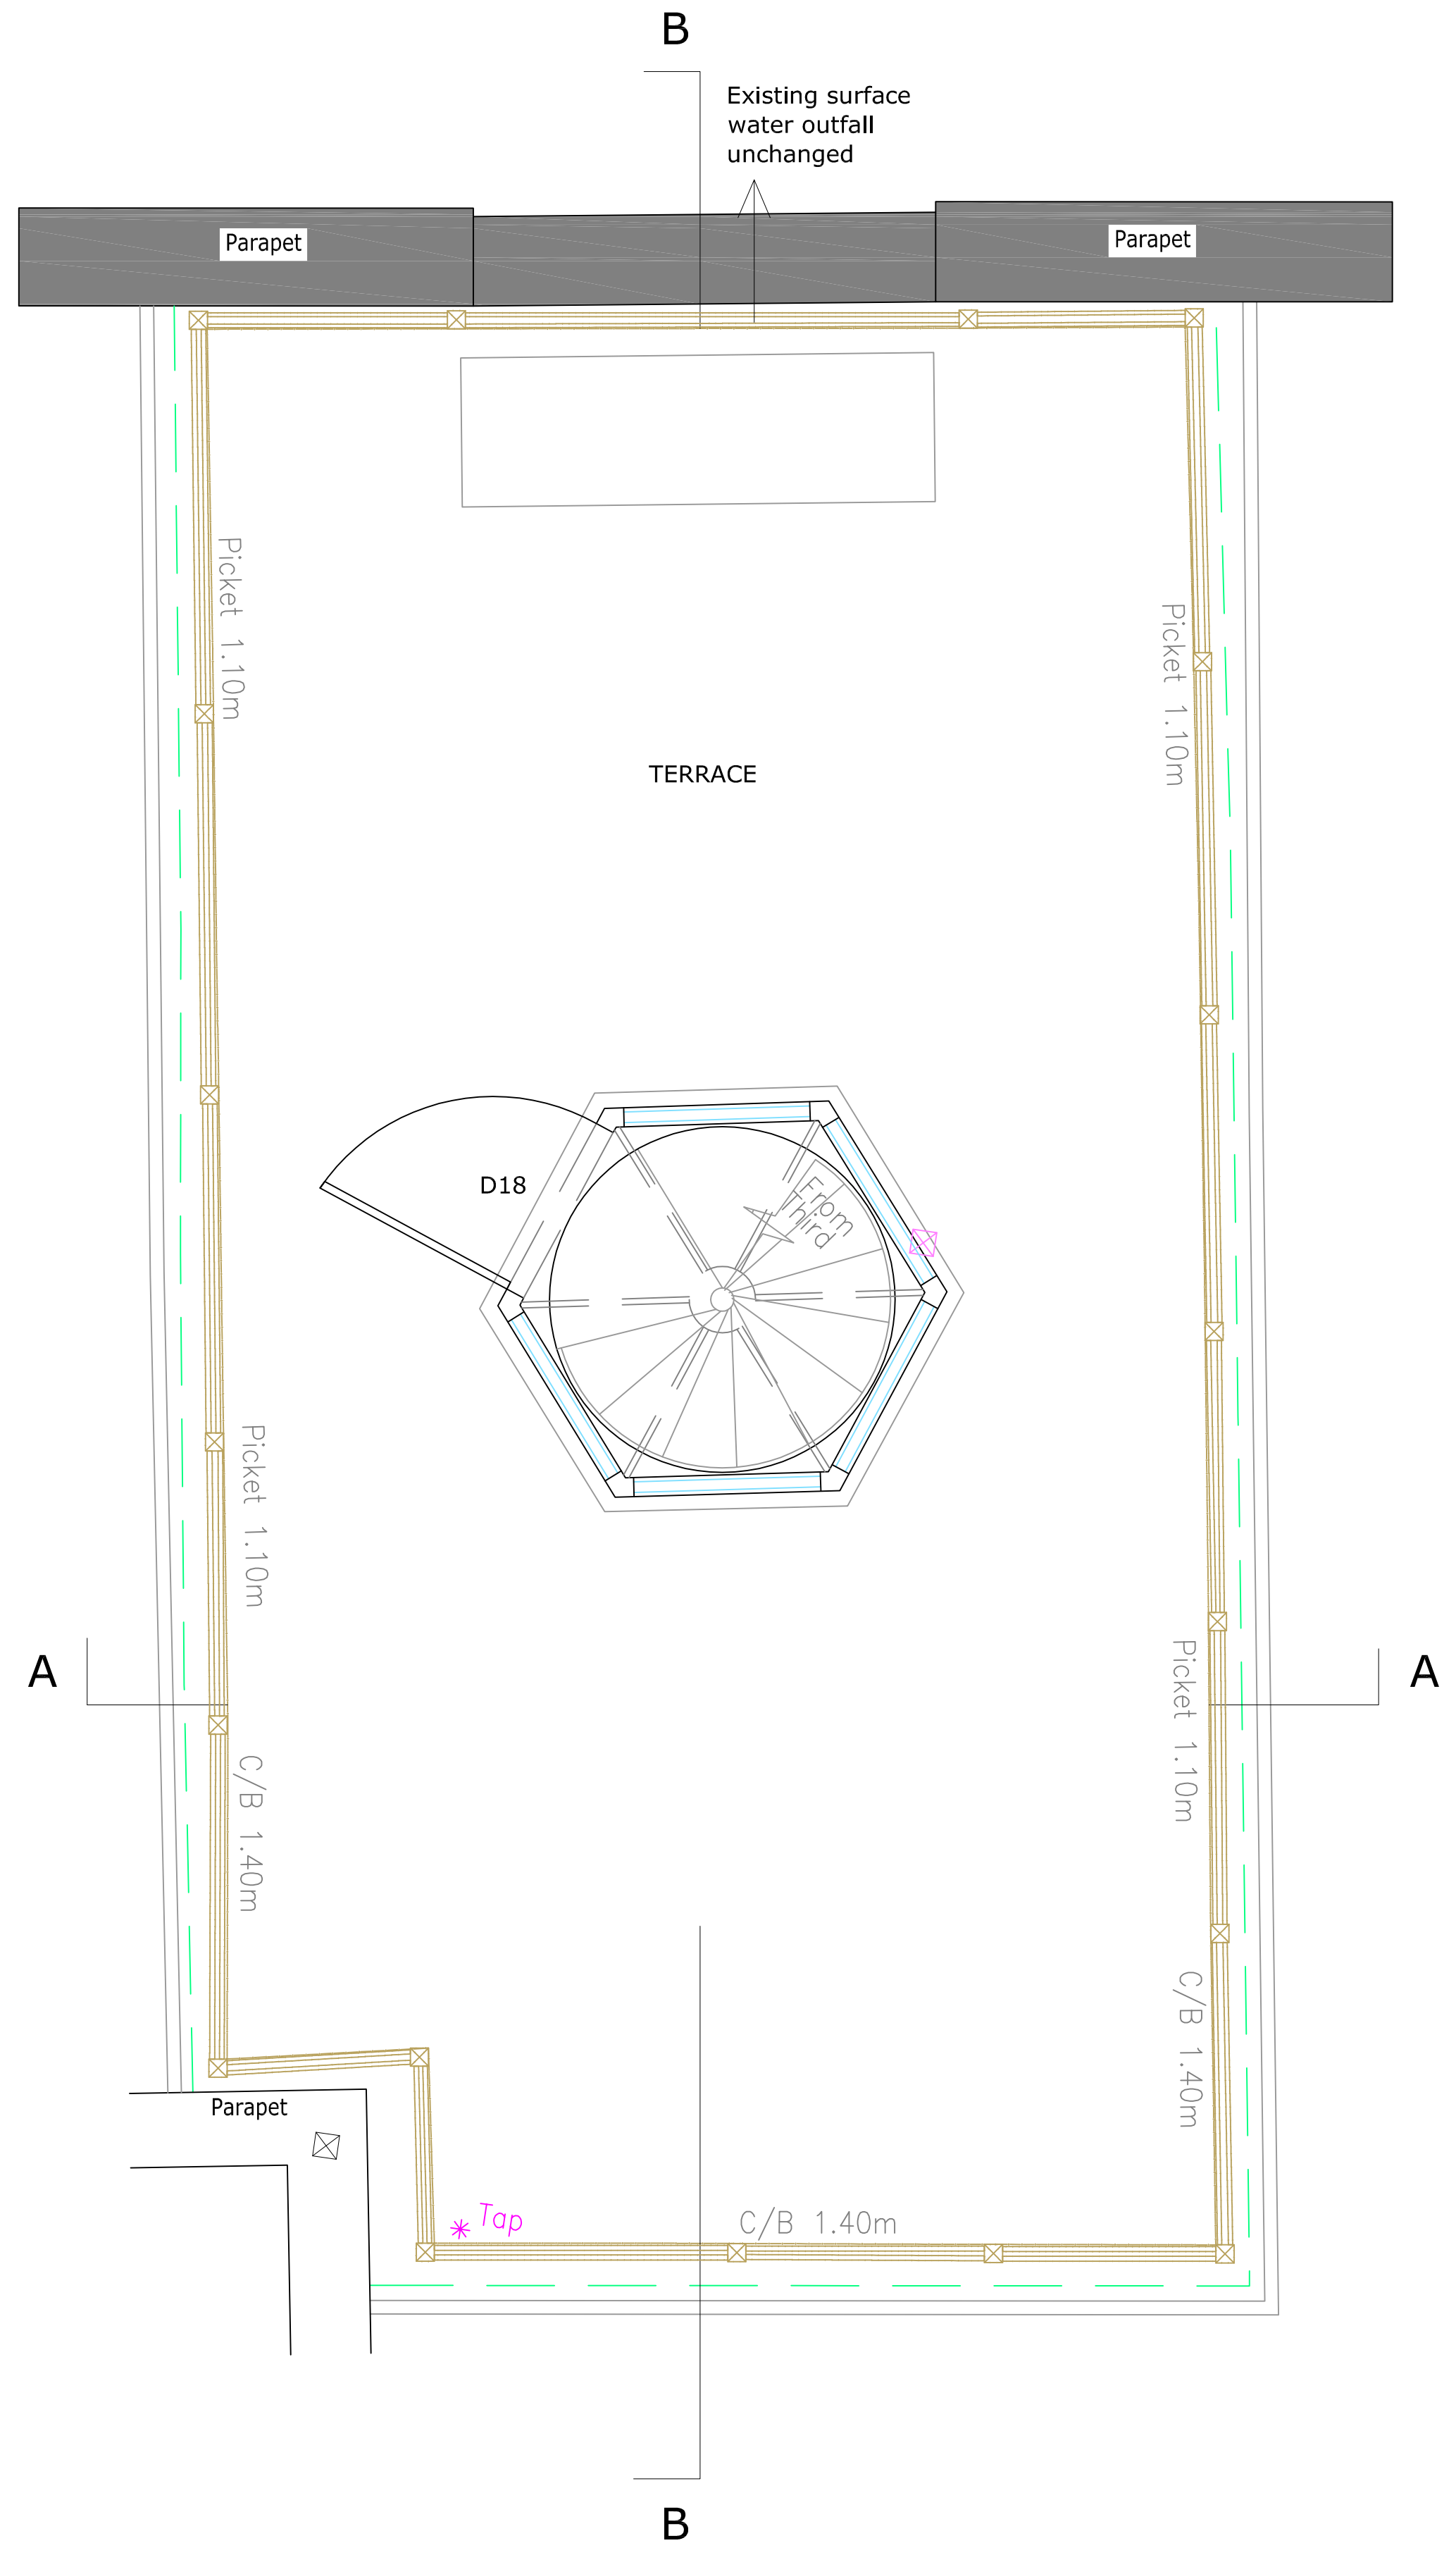 B
Existing surface
water outfall
unchanged
Parapet
Parapet
Picket 1.10m
Picket 1.10m
TERRACE
D18
From
Third
Picket 1.10m
Picket 1.10m
A
A
C/B 1.40m
C/B 1.40m
Parapet
Tap
C/B 1.40m
B